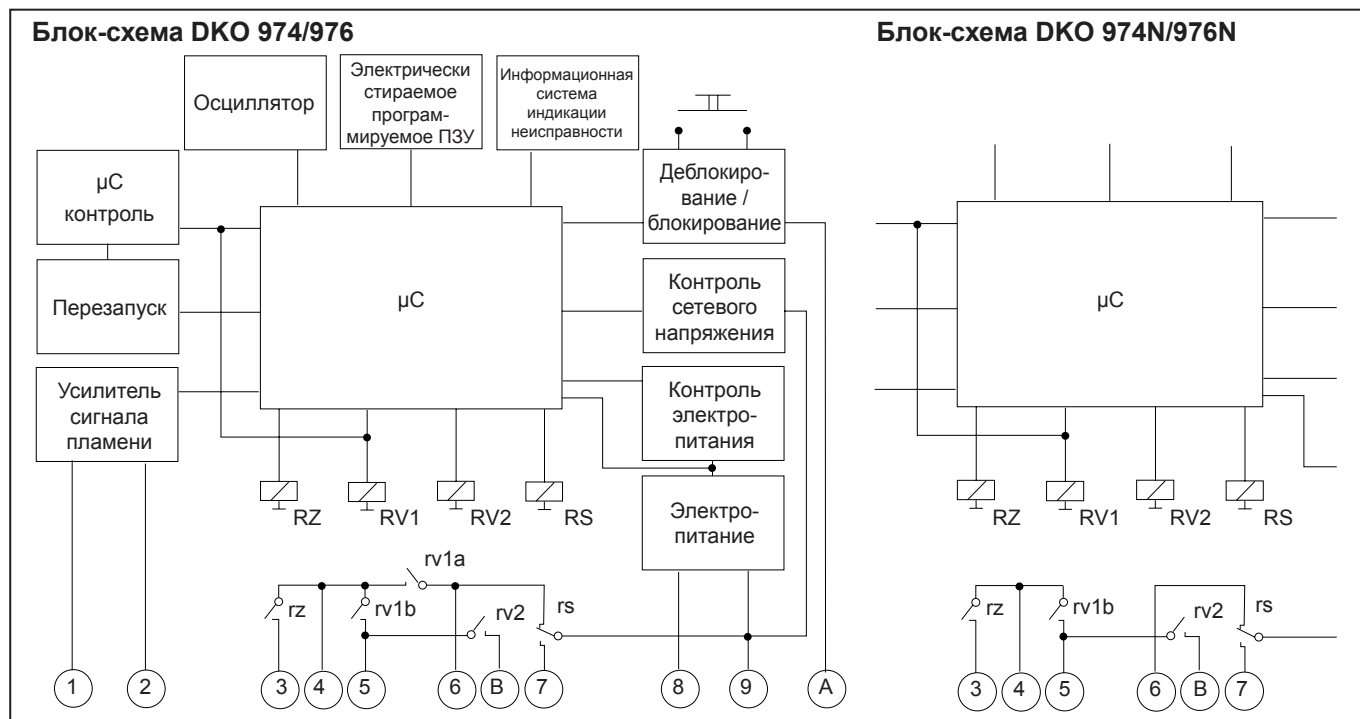 Блок-схема DKO 974/976
Осциллятор
Электрически
стираемое
програм-
мируемое ПЗУ
Информационная
система
индикации
неисправности
µC
контроль
Перезапуск
Усилитель
сигнала
пламени
µC
Деблокиро-
вание /
блокирование
Контроль
сетевого
напряжения
Контроль
электро-
питания
Электро-
питание
RZ
RV1
RV2
RS
rv1a
rz
rv1b
rv2
rs
1
2
3
4
5
6
B
7
8
9
A
Блок-схема DKO 974N/976N
µC
RZ
RV1
RV2
RS
rz
rv1b
rv2
rs
3
4
5
6
B
7